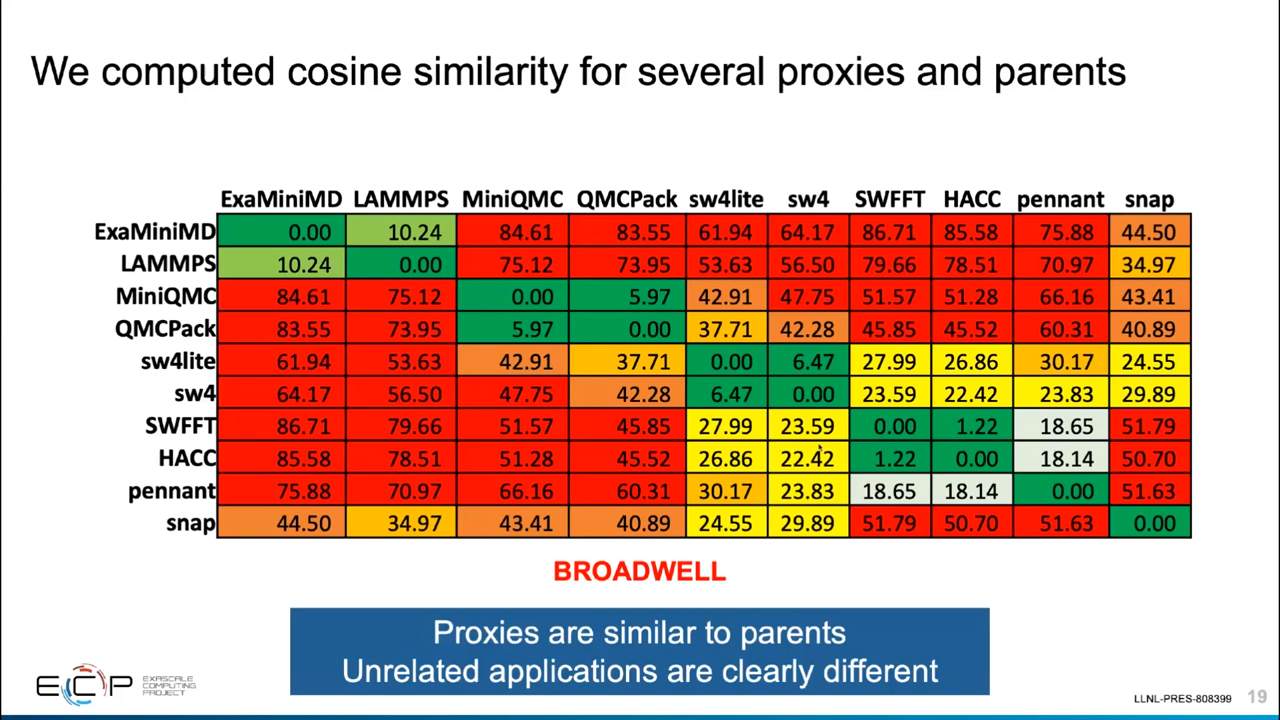 We computed cosine similarity for several proxies and parents
ExaMiniMD LAMMPS MiniQMC QMCPack sw4lite sw4 SWFFT HACC pennant snap
ExaMiniMD 0.00 10.24 84.61 83.55 61.94 64.17 86.71 85.58 75.88 44.50
LAMMPS 10.24 0.00 75.12 73.95 53.63 56.50 79.66 78.51 70.97 34.97
MiniQMC 84.61 75.12 0.00 5.97 42.91 47.75 51.57 51.28 66.16 43.41
QMCPack 83.55 73.95 5.97 0.00 37.71 42.28 45.85 45.52 60.31 40.89
sw4lite 61.94 53.63 42.91 37.71 0.00 6.47 27.99 26.86 30.17 24.55
sw4 64.17 56.50 47.75 42.28 6.47 0.00 23.59 22.42 23.83 29.89
SWFFT 86.71 79.66 51.57 45.85 27.99 23.59 0.00 1.22 18.65 51.79
HACC 85.58 78.51 51.28 45.52 26.86 22.42 1.22 0.00 18.14 50.70
pennant 75.88 70.97 66.16 60.31 30.17 23.83 18.65 18.14 0.00 51.63
snap 44.50 34.97 43.41 40.89 24.55 29.89 51.79 50.70 51.63 0.00
BROADWELL
Proxies are similar to parents
Unrelated applications are clearly different
ECP
EXASCALE
COMPUTING
PROJECT
LLNL-PRES-808399 19